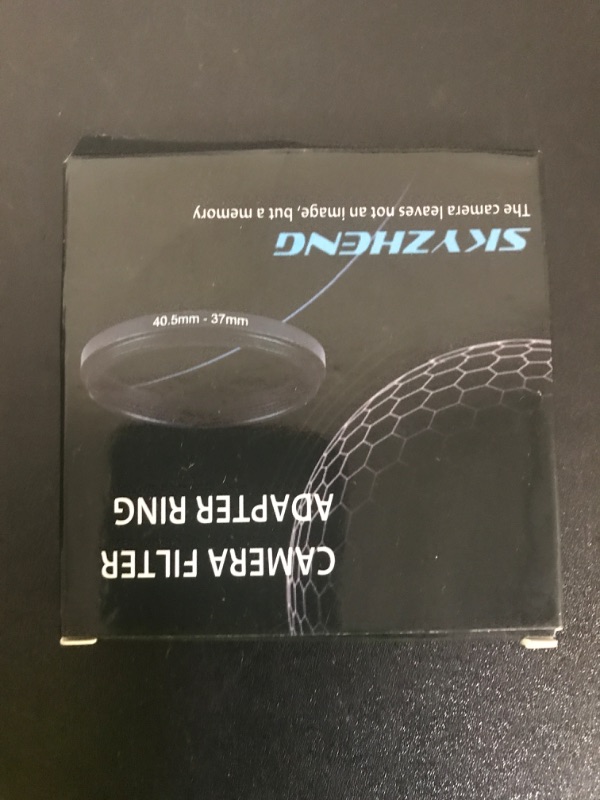 CAMERA FILTER
ADAPTER RING
40.5mm - 37mm
SKYZHENG
The camera leaves not an image, but a memory